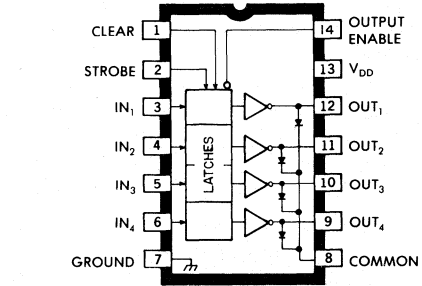 CLEAR 1 14 OUTPUT ENABLE
STROBE 2 13 VDD
IN1 3 12 OUT1
IN2 4 11 OUT2
IN3 5 10 OUT3
IN4 6 9 OUT4
GROUND 7 8 COMMON
LATCHES